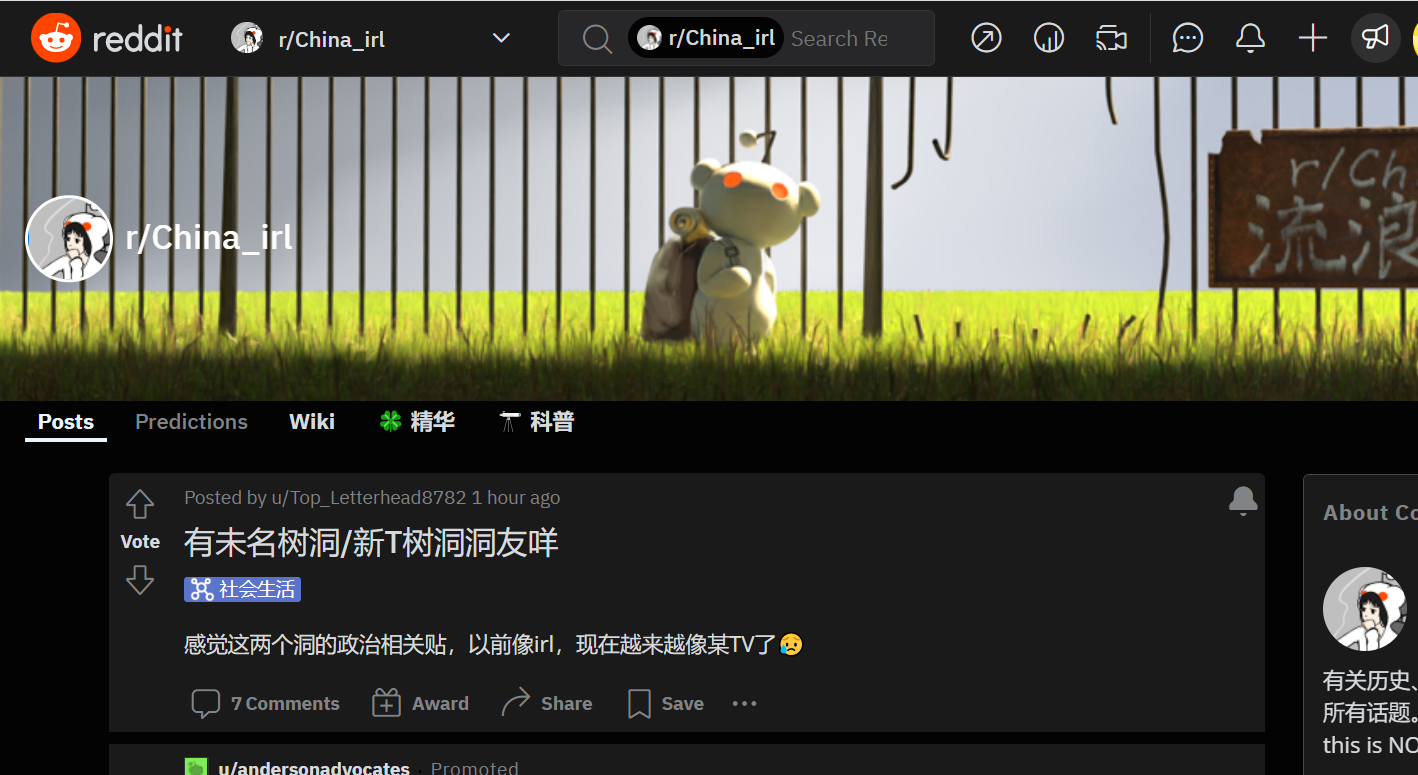 reddit
r/China_irl
r/China_irl
Search Re
r/Ch
流浪
r/China_irl
Posts
Predictions
Wiki
精华
科普
Posted by u/Top_Letterhead8782 1 hour ago
有未名树洞/新T树洞洞友咩
Vote
社会生活
感觉这两个洞的政治相关贴，以前像irl，现在越来越像某TV了😥
7 Comments
Award
Share
Save
u/andersonadvocates · Promoted
About Co
有关历史、
所有话题。
this is NO